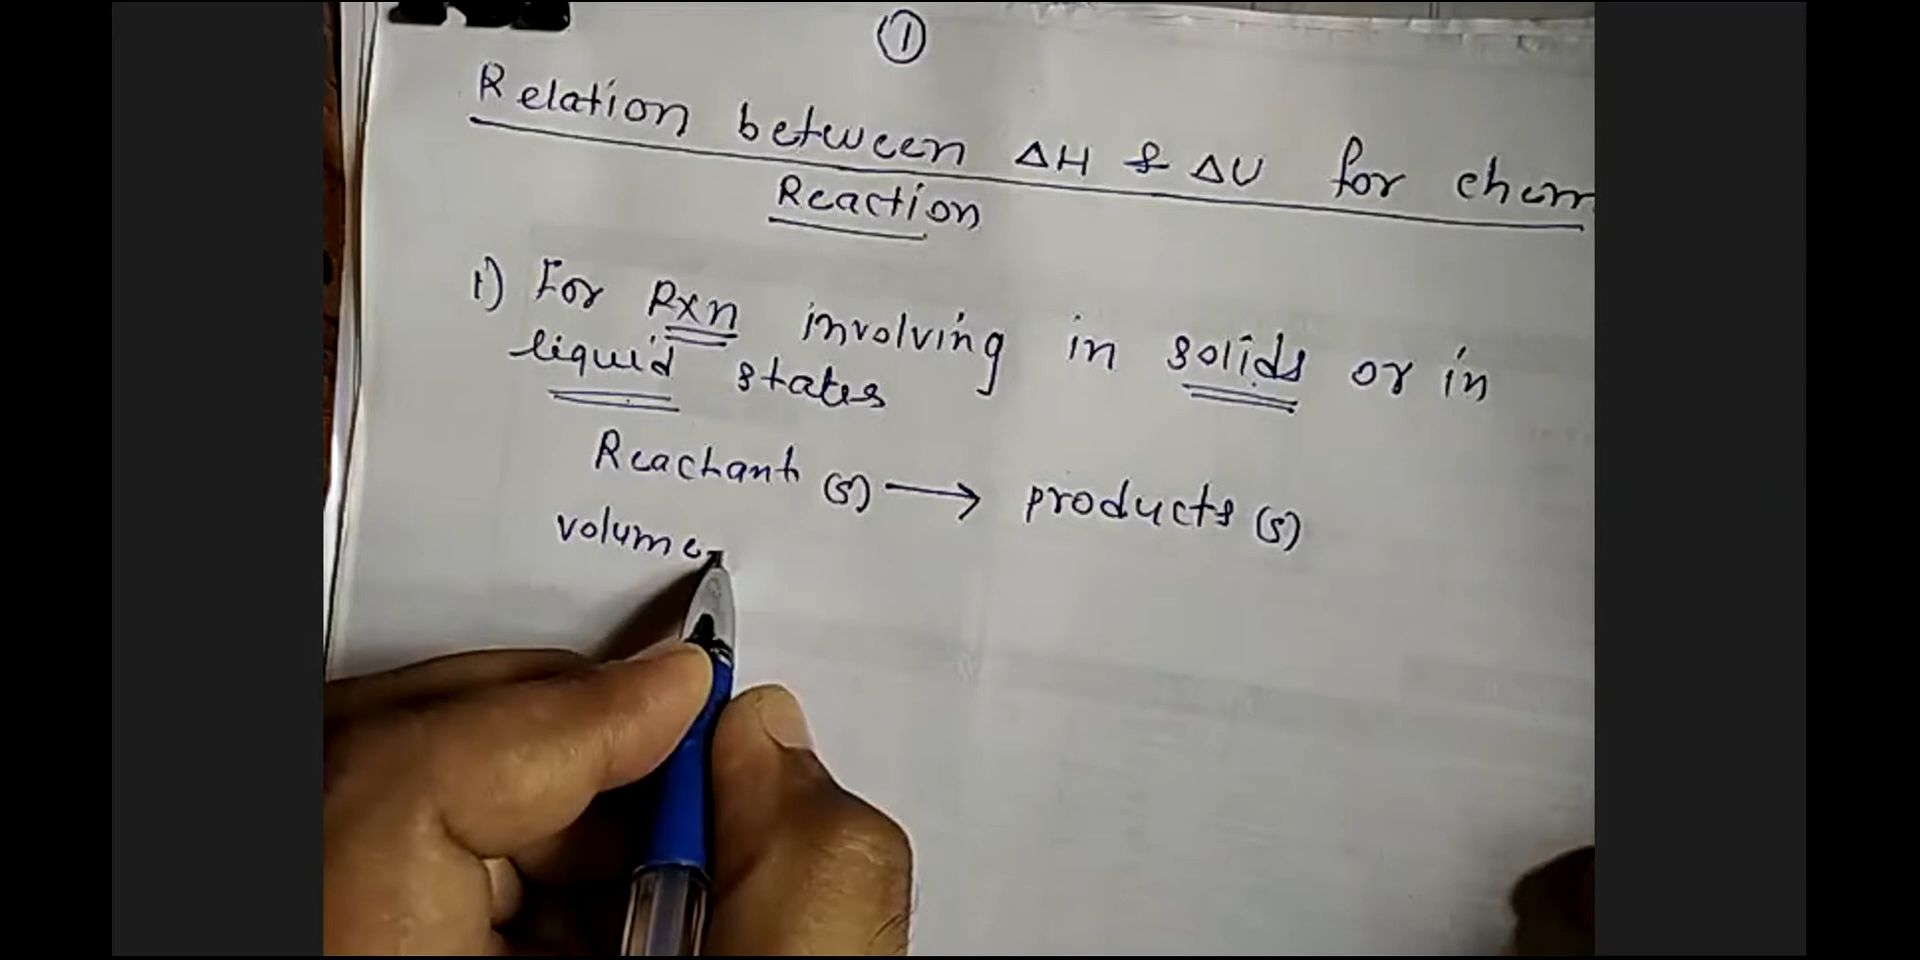 ①
Relation between ΔH & ΔU for chem
Reaction
1) For Rxn involving in solids or in
liquid states
Reactant (s) → products (s)
volume